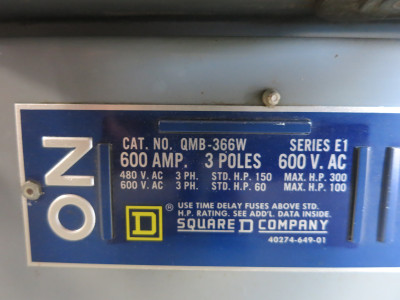 ON
CAT. NO. QMB-366W SERIES E1
600 AMP. 3 POLES 600 V. AC
480 V. AC 3 PH. STD. H.P. 150 MAX. H.P. 300
600 V. AC 3 PH. STD. H.P. 60 MAX. H.P. 100
D ® USE TIME DELAY FUSES ABOVE STD.
H.P. RATING. SEE ADD'L DATA INSIDE.
SQUARE D COMPANY
40274-649-01